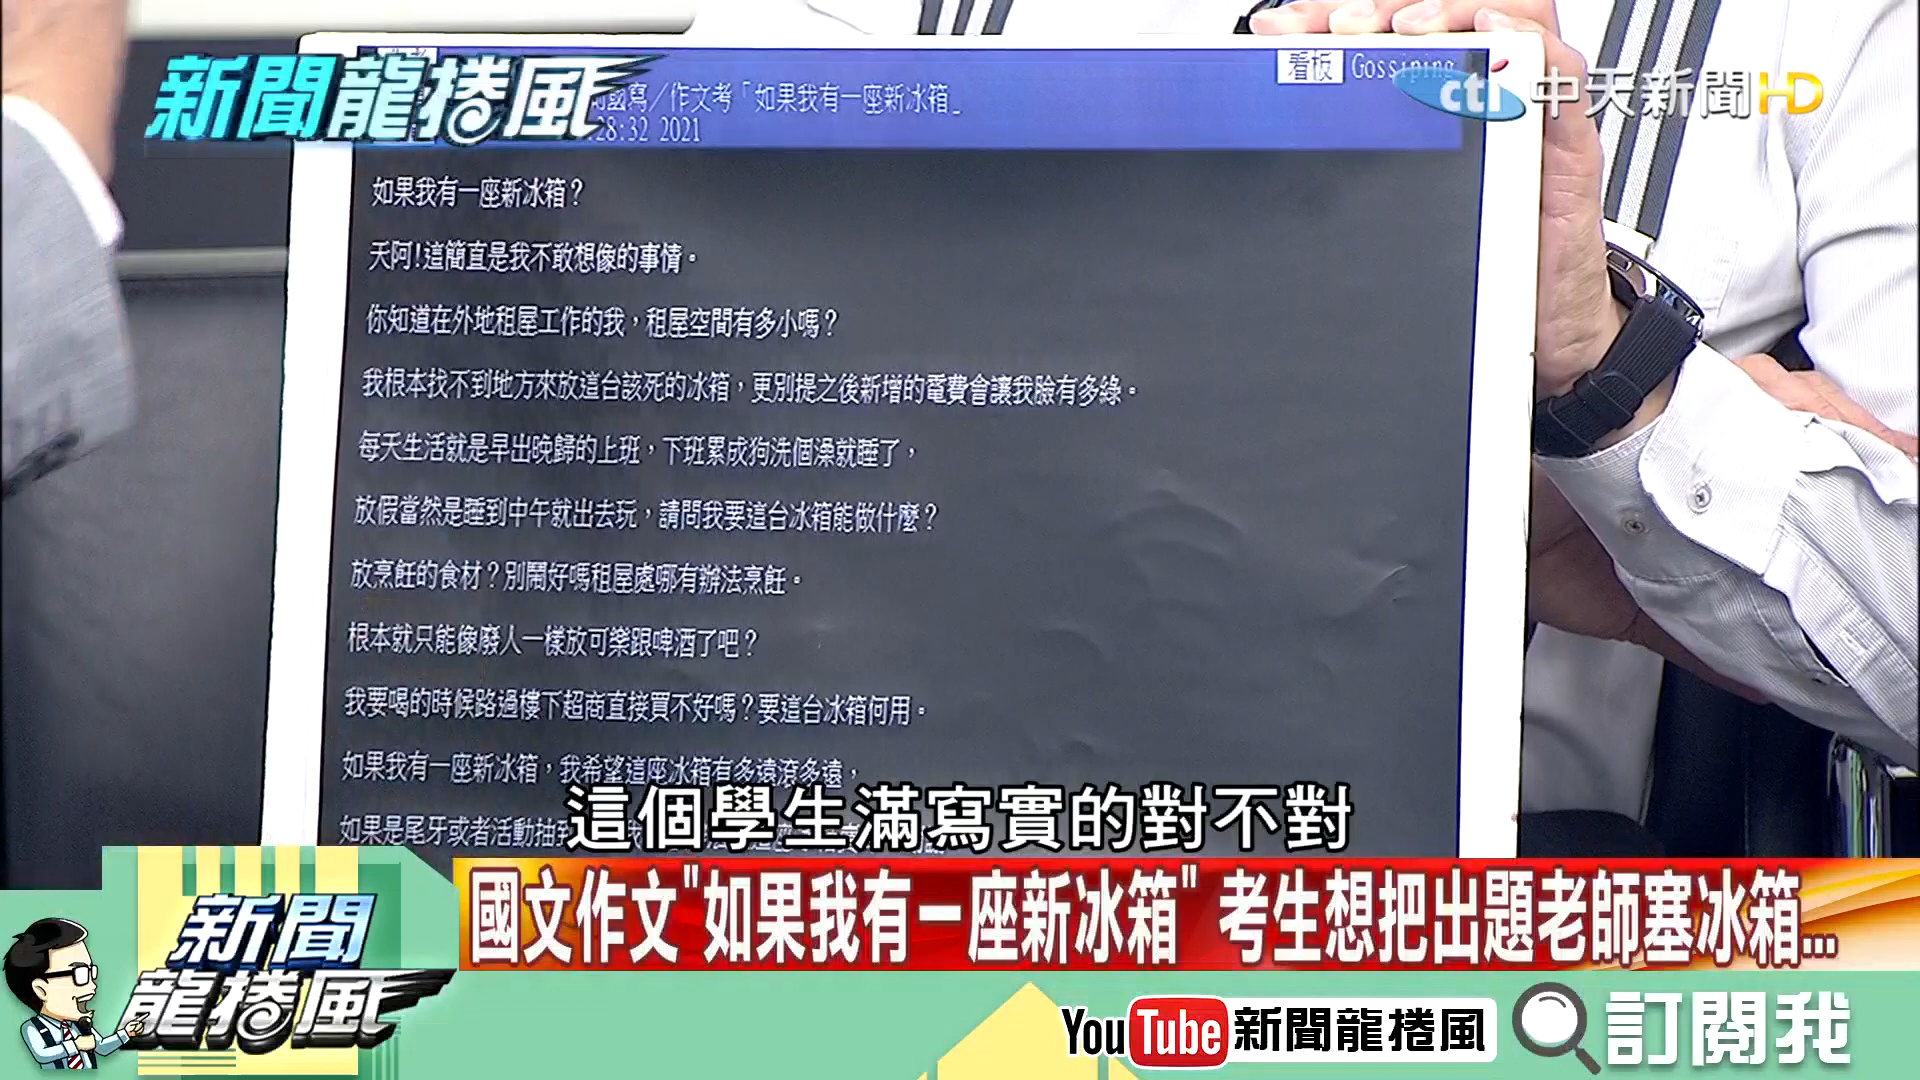 新聞龍捲風
看板 Gossiping
國寫／作文考「如果我有一座新冰箱」
:28:32 2021
cti 中天新聞HD
如果我有一座新冰箱？
天阿!這簡直是我不敢想像的事情。
你知道在外地租屋工作的我，租屋空間有多小嗎？
我根本找不到地方來放這台該死的冰箱，更別提之後新增的電費會讓我臉有多綠。
每天生活就是早出晚歸的上班，下班累成狗洗個澡就睡了，
放假當然是睡到中午就出去玩，請問我要這台冰箱能做什麼？
放烹飪的食材？別鬧好嗎租屋處哪有辦法烹飪。
根本就只能像廢人一樣放可樂跟啤酒了吧？
我要喝的時候路過樓下超商直接買不好嗎？要這台冰箱何用。
如果我有一座新冰箱，我希望這座冰箱有多遠滾多遠，
如果是尾牙或者活動抽到
這個學生滿寫實的對不對
國文作文"如果我有一座新冰箱" 考生想把出題老師塞冰箱...
新聞
龍捲風
YouTube 新聞龍捲風
訂閱我